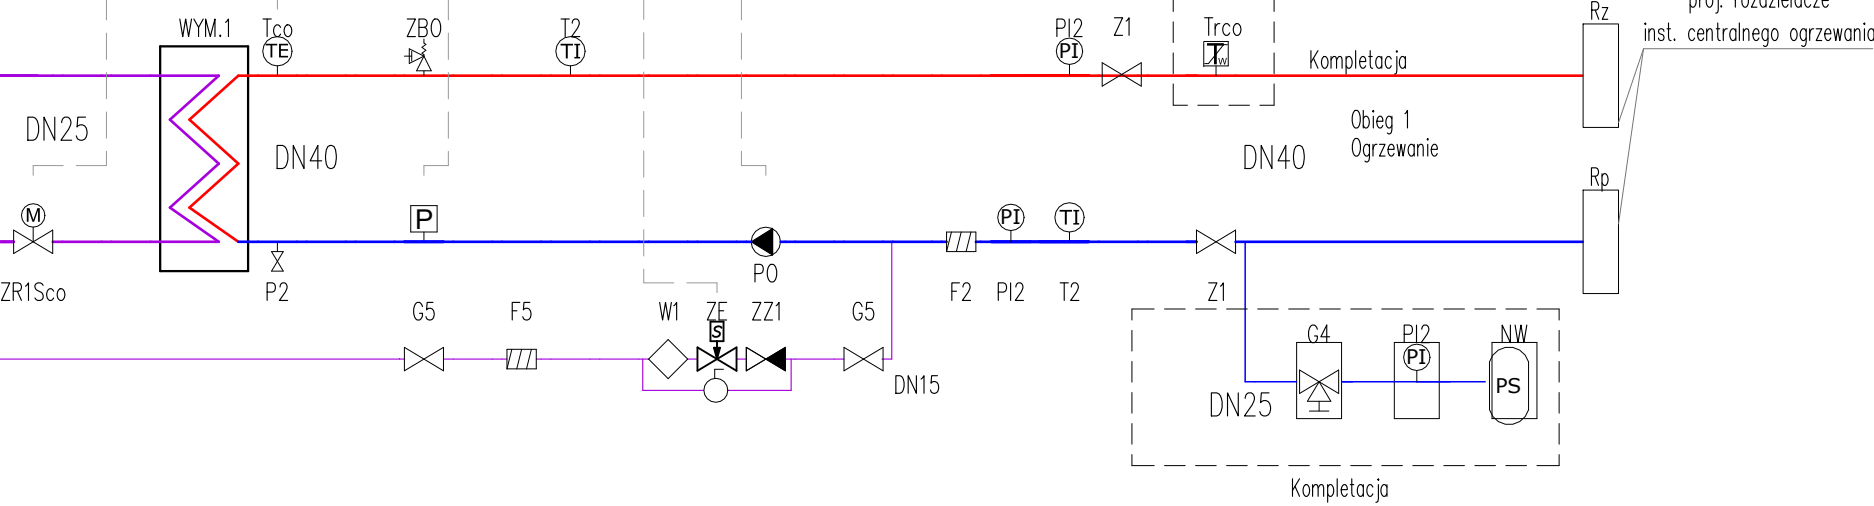 proj. rozdzielacze
inst. centralnego ogrzewania
WYM.1
Tco
TE
ZBO
T2
TI
PI2
PI
Z1
Trco
W
Kompletacja
Rz
DN25
DN40
DN40
Obieg 1
Ogrzewanie
Rp
M
P
PI
TI
ZR1Sco
P2
PO
F2
PI2
T2
Z1
G5
F5
W1
ZE
S
ZZ1
G5
DN15
G4
PI2
PI
NW
PS
DN25
Kompletacja